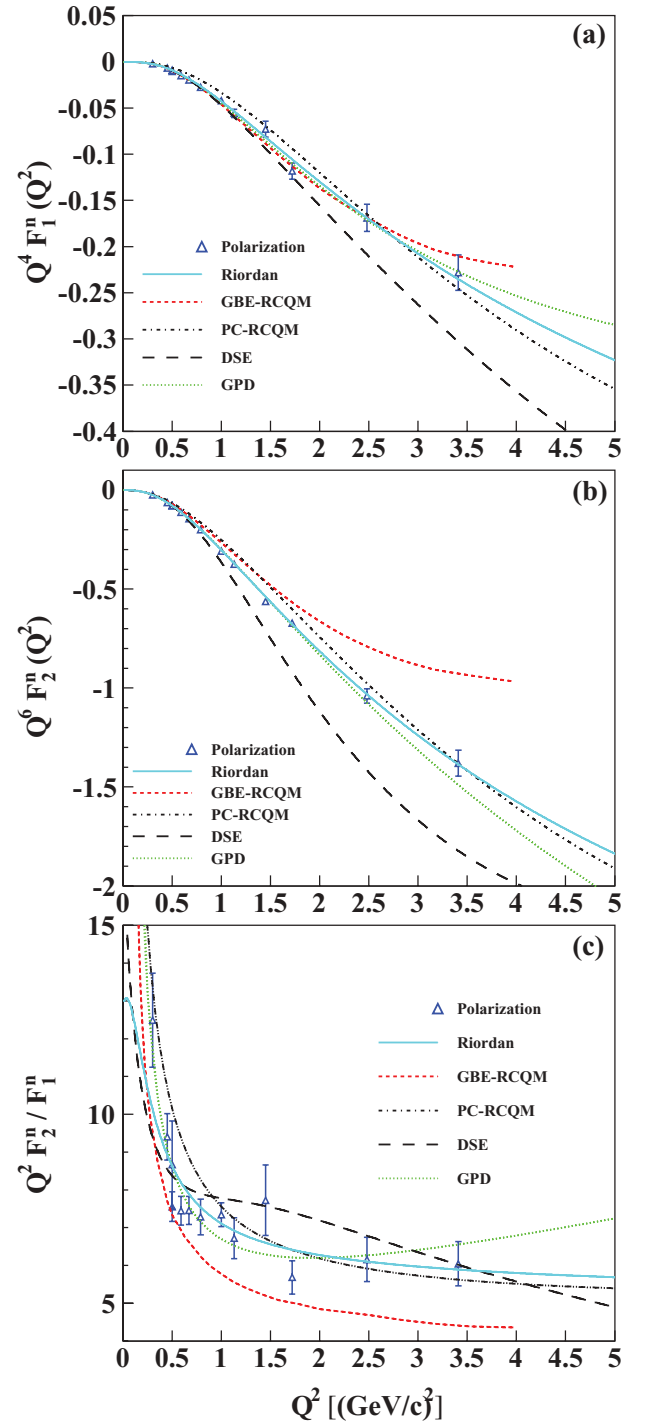 (a)
0.05
0
-0.05
-0.1
-0.15
-0.2
-0.25
-0.3
-0.35
-0.4
Q⁴ F₁ⁿ (Q²)
Polarization
Riordan
GBE-RCQM
PC-RCQM
DSE
GPD
0 0.5 1 1.5 2 2.5 3 3.5 4 4.5 5
(b)
0
-0.5
-1
-1.5
-2
Q⁶ F₂ⁿ (Q²)
Polarization
Riordan
GBE-RCQM
PC-RCQM
DSE
GPD
0 0.5 1 1.5 2 2.5 3 3.5 4 4.5 5
(c)
15
10
5
Q² F₂ⁿ / F₁ⁿ
Polarization
Riordan
GBE-RCQM
PC-RCQM
DSE
GPD
0 0.5 1 1.5 2 2.5 3 3.5 4 4.5 5
Q² [(GeV/c)²]